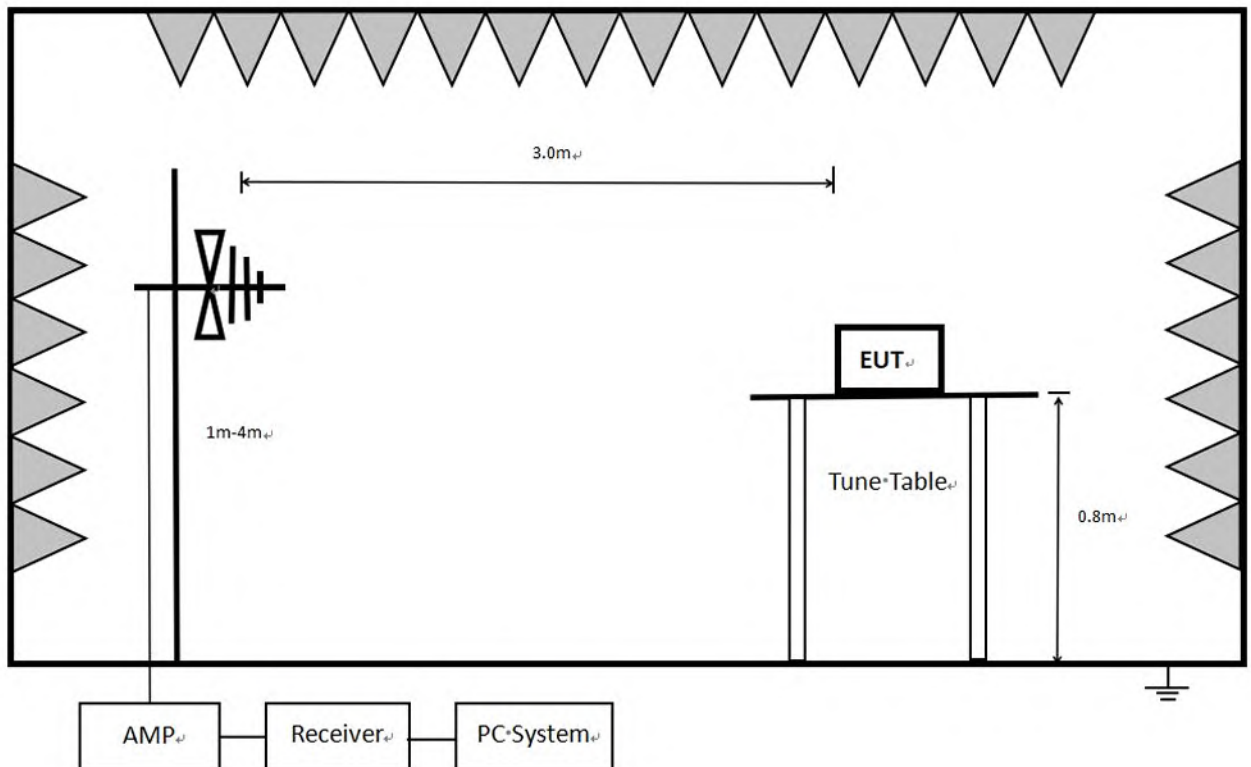 3.0m
EUT
1m-4m
Tune Table
0.8m
AMP
Receiver
PC System